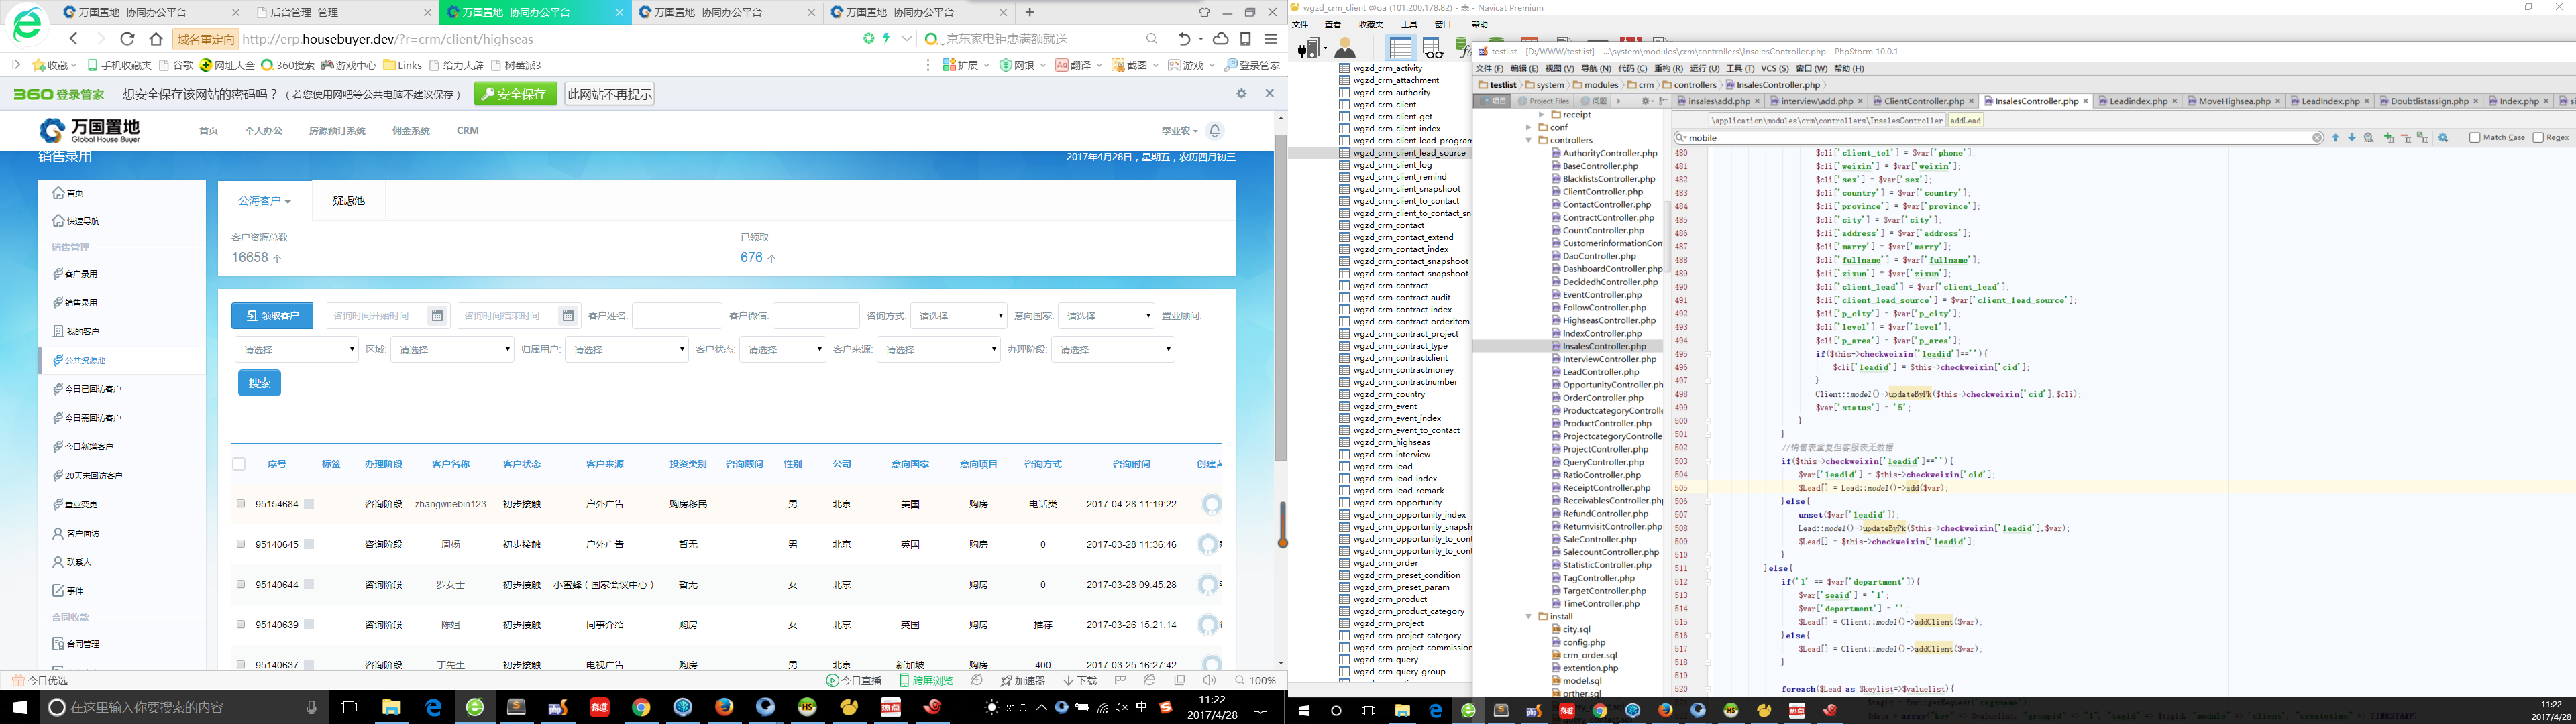 万国置地- 协同办公平台
后台管理 -管理
万国置地- 协同办公平台
万国置地- 协同办公平台
万国置地- 协同办公平台
域名重定向 http://erp.housebuyer.dev/?r=crm/client/highseas
京东家电钜惠满额就送
收藏 手机收藏夹 谷歌 网址大全 360搜索 游戏中心 Links 给力大辞 树莓派3
扩展 网银 翻译 截图 游戏 登录管家
360 登录管家 想安全保存该网站的密码吗？（若您使用网吧等公共电脑不建议保存） 安全保存 此网站不再提示
万国置地
Global House Buyer
首页 个人办公 房源预订系统 佣金系统 CRM
李亚农
销售录用
2017年4月28日，星期五，农历四月初三
首页
快速导航
销售管理
客户录用
销售录用
我的客户
公共资源池
今日已回访客户
今日需回访客户
今日新增客户
20天未回访客户
置业变更
客户面访
联系人
事件
合同收款
合同管理
公海客户 疑虑池
客户资源总数
16658 个
已领取
676 个
领取客户 咨询时间开始时间 咨询时间结束时间 客户姓名: 客户微信: 咨询方式: 请选择 意向国家: 请选择 置业顾问:
请选择 区域: 请选择 归属用户: 请选择 客户状态: 请选择 客户来源: 请选择 办理阶段: 请选择
搜索
序号 标签 办理阶段 客户名称 客户状态 客户来源 投资类别 咨询顾问 性别 公司 意向国家 意向项目 咨询方式 咨询时间
95154684 咨询阶段 zhangwnebin123 初步接触 户外广告 购房移民 男 北京 美国 购房 电话类 2017-04-28 11:19:22
95140645 咨询阶段 周杨 初步接触 户外广告 暂无 男 北京 英国 购房 0 2017-03-28 11:36:46
95140644 咨询阶段 罗女士 初步接触 小蜜蜂（国家会议中心） 暂无 女 北京 购房 0 2017-03-28 09:45:28
95140639 咨询阶段 陈姐 初步接触 同事介绍 购房 女 北京 英国 购房 推荐 2017-03-26 15:21:14
95140637 咨询阶段 丁先生 初步接触 电视广告 购房 男 北京 新加坡 购房 400 2017-03-25 16:27:42
今日优选
今日直播 跨屏浏览 加速器 下载 100%
在这里输入你要搜索的内容
21℃ 中
11:22
2017/4/28
wgzd_crm_client @oa (101.200.178.82) - 表 - Navicat Premium
文件 查看 收藏夹 工具 窗口 帮助
wgzd_crm_activity
wgzd_crm_attachment
wgzd_crm_authority
wgzd_crm_client
wgzd_crm_client_get
wgzd_crm_client_index
wgzd_crm_client_lead_program
wgzd_crm_client_lead_source
wgzd_crm_client_log
wgzd_crm_client_remind
wgzd_crm_client_snapshot
wgzd_crm_client_to_contact
wgzd_crm_client_to_contact_sn
wgzd_crm_contact
wgzd_crm_contact_extend
wgzd_crm_contact_index
wgzd_crm_contact_snapshot
wgzd_crm_contact_snapshot_
wgzd_crm_contract
wgzd_crm_contract_audit
wgzd_crm_contract_index
wgzd_crm_contract_orderitem
wgzd_crm_contract_project
wgzd_crm_contract_type
wgzd_crm_contractclient
wgzd_crm_contractmoney
wgzd_crm_contractnumber
wgzd_crm_country
wgzd_crm_event
wgzd_crm_event_index
wgzd_crm_event_to_contact
wgzd_crm_highseas
wgzd_crm_interview
wgzd_crm_lead
wgzd_crm_lead_index
wgzd_crm_lead_remark
wgzd_crm_opportunity
wgzd_crm_opportunity_index
wgzd_crm_opportunity_snapsh
wgzd_crm_opportunity_to_cont
wgzd_crm_opportunity_to_cont
wgzd_crm_order
wgzd_crm_preset_condition
wgzd_crm_preset_param
wgzd_crm_product
wgzd_crm_product_category
wgzd_crm_project
wgzd_crm_project_category
wgzd_crm_project_commission
wgzd_crm_query
wgzd_crm_query_group
testlist - [D:/WWW/testlist] - ...\system\modules\crm\controllers\InsalesController.php - PhpStorm 10.0.1
文件 (F) 编辑 (E) 视图 (V) 导航 (N) 代码 (C) 重构 (R) 运行 (U) 工具 (T) VCS (S) 窗口 (W) 帮助 (H)
testlist system modules crm controllers InsalesController.php
项目 Project Files 问题
receipt
conf
controllers
AuthorityController.php
BaseController.php
BlacklistsController.php
ClientController.php
ContactController.php
ContractController.php
CountController.php
CustomerinformationCon
DaoController.php
DashboardController.php
DecidedhController.php
EventController.php
FollowController.php
HighseasController.php
IndexController.php
InsalesController.php
InterviewController.php
LeadController.php
OpportunityController.ph
OrderController.php
ProductcategoryControlle
ProductController.php
ProjectcategoryControlle
ProjectController.php
QueryController.php
RatioController.php
ReceiptController.php
ReceivablesController.php
RefundController.php
ReturnvisitController.php
SaleController.php
SalecountController.php
StatisticController.php
TagController.php
TargetController.php
TimeController.php
install
city.sql
config.php
crm_order.sql
extention.php
model.sql
orther.sql
insales\add.php interview\add.php ClientController.php InsalesController.php Leadindex.php MoveHighsea.php LeadIndex.php Doubtlistassign.php Index.php
\application\modules\crm\controllers\InsalesController addLead
mobile Match Case Regex
480 $cli['client_tel'] = $var['phone'];
481 $cli['weixin'] = $var['weixin'];
482 $cli['sex'] = $var['sex'];
483 $cli['country'] = $var['country'];
484 $cli['province'] = $var['province'];
485 $cli['city'] = $var['city'];
486 $cli['address'] = $var['address'];
487 $cli['marry'] = $var['marry'];
488 $cli['fullname'] = $var['fullname'];
489 $cli['zixun'] = $var['zixun'];
490 $cli['client_lead'] = $var['client_lead'];
491 $cli['client_lead_source'] = $var['client_lead_source'];
492 $cli['p_city'] = $var['p_city'];
493 $cli['level'] = $var['level'];
494 $cli['p_area'] = $var['p_area'];
495 if($this->checkweixin['leadid']==''){
496 $cli['leadid'] = $this->checkweixin['cid'];
497 }
498 Client::model()->updateByPk($this->checkweixin['cid'],$cli);
499 $var['status'] = '5';
500 }
501 }
502 //销售表重复但客服表无数据
503 if($this->checkweixin['leadid']==''){
504 $var['leadid'] = $this->checkweixin['cid'];
505 $Lead[] = Lead::model()->add($var);
506 }else{
507 unset($var['leadid']);
508 Lead::model()->updateByPk($this->checkweixin['leadid'],$var);
509 $Lead[] = $this->checkweixin['leadid'];
510 }
511 }else{
512 if('1' == $var['department']){
513 $var['seaid'] = '1';
514 $var['department'] = '';
515 $Lead[] = Client::model()->addClient($var);
516 }else{
517 $Lead[] = Client::model()->addClient($var);
518 }
519
520 foreach($Lead as $keylist=>$valuelist){
11:22
2017/4/28